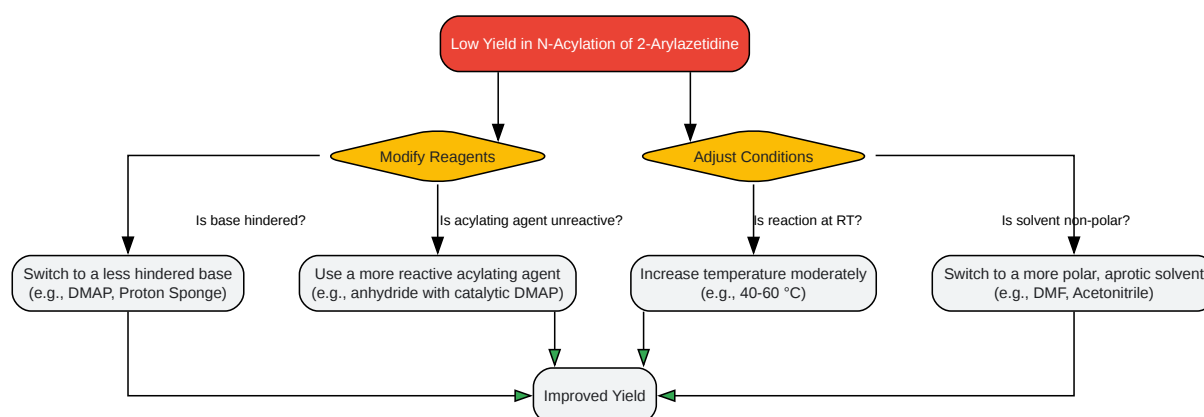 Low Yield in N-Acylation of 2-Arylazetidine
Modify Reagents
Adjust Conditions
Is base hindered?
Is acylating agent unreactive?
Is reaction at RT?
Is solvent non-polar?
Switch to a less hindered base
(e.g., DMAP, Proton Sponge)
Use a more reactive acylating agent
(e.g., anhydride with catalytic DMAP)
Increase temperature moderately
(e.g., 40-60 °C)
Switch to a more polar, aprotic solvent
(e.g., DMF, Acetonitrile)
Improved Yield